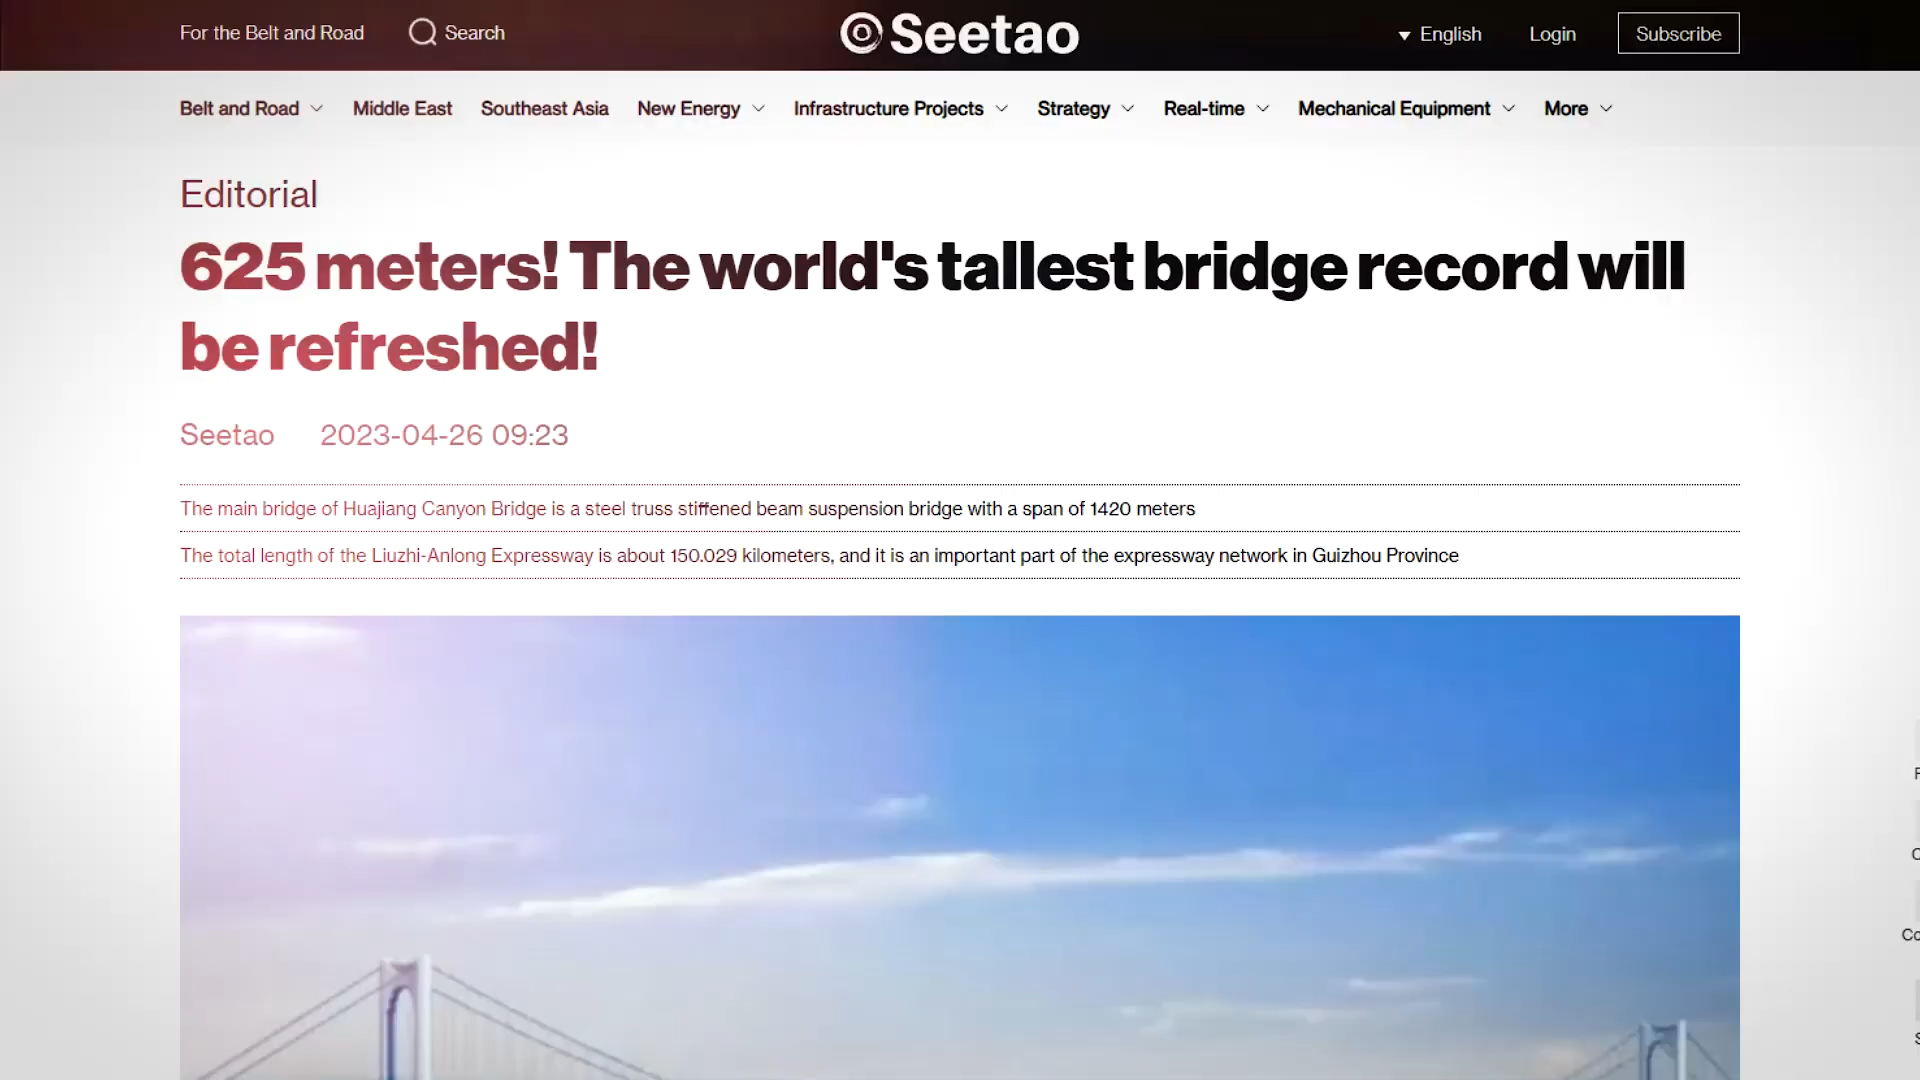 For the Belt and Road Search Seetao English Login Subscribe
Belt and Road Middle East Southeast Asia New Energy Infrastructure Projects Strategy Real-time Mechanical Equipment More
Editorial
625 meters! The world's tallest bridge record will
be refreshed!
Seetao 2023-04-26 09:23
The main bridge of Huajiang Canyon Bridge is a steel truss stiffened beam suspension bridge with a span of 1420 meters
The total length of the Liuzhi-Anlong Expressway is about 150.029 kilometers, and it is an important part of the expressway network in Guizhou Province